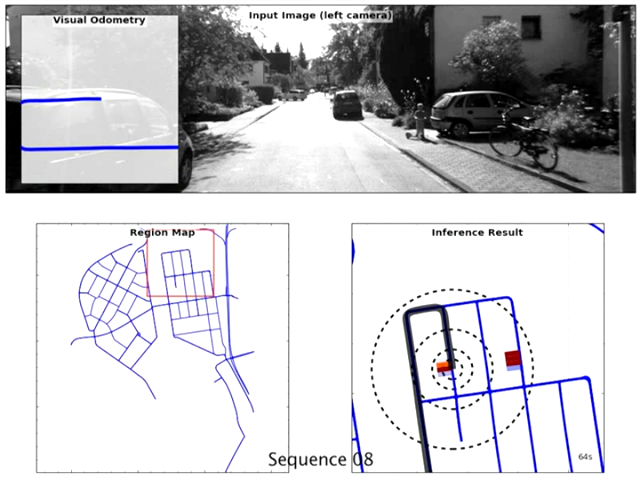 Visual Odometry
Input Image (left camera)
Region Map
Inference Result
64s
Sequence 08